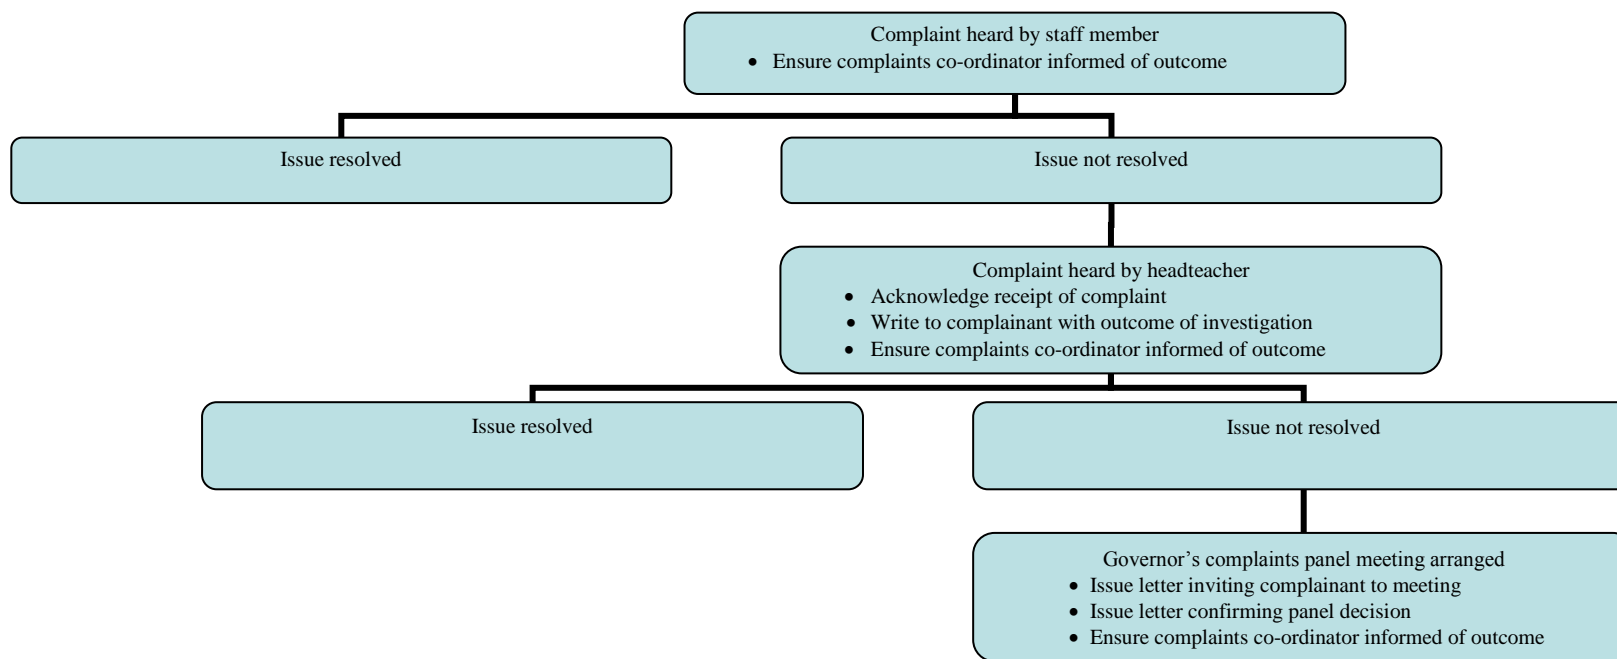 Complaint heard by staff member
• Ensure complaints co-ordinator informed of outcome
Issue resolved
Issue not resolved
Complaint heard by headteacher
• Acknowledge receipt of complaint
• Write to complainant with outcome of investigation
• Ensure complaints co-ordinator informed of outcome
Issue resolved
Issue not resolved
Governor’s complaints panel meeting arranged
• Issue letter inviting complainant to meeting
• Issue letter confirming panel decision
• Ensure complaints co-ordinator informed of outcome